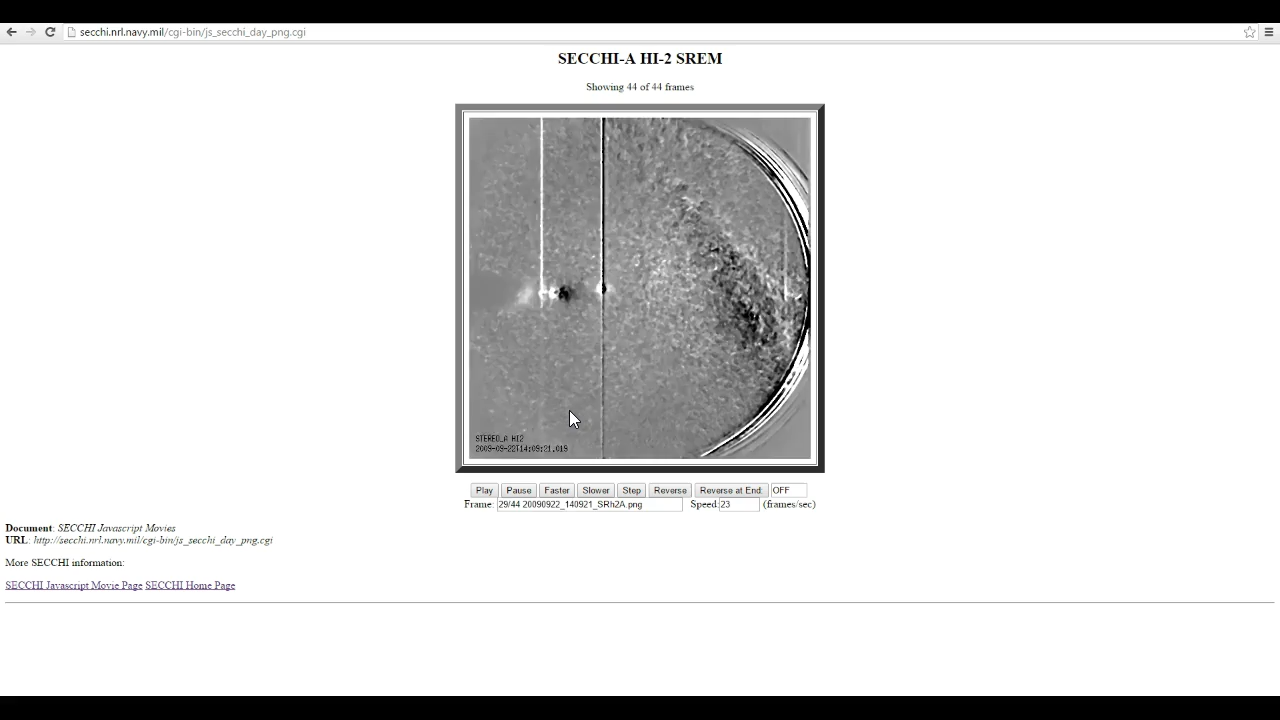 secchi.nrl.navy.mil/cgi-bin/js_secchi_day_png.cgi
SECCHI-A HI-2 SREM
Showing 44 of 44 frames
STEREO_A HI2
2009-09-22T14:09:21.019
Play Pause Faster Slower Step Reverse Reverse at End: OFF
Frame: 29/44 20090922_140921_SRh2A.png Speed: 23 (frames/sec)
Document: SECCHI Javascript Movies
URL: http://secchi.nrl.navy.mil/cgi-bin/js_secchi_day_png.cgi
More SECCHI information:
SECCHI Javascript Movie Page SECCHI Home Page